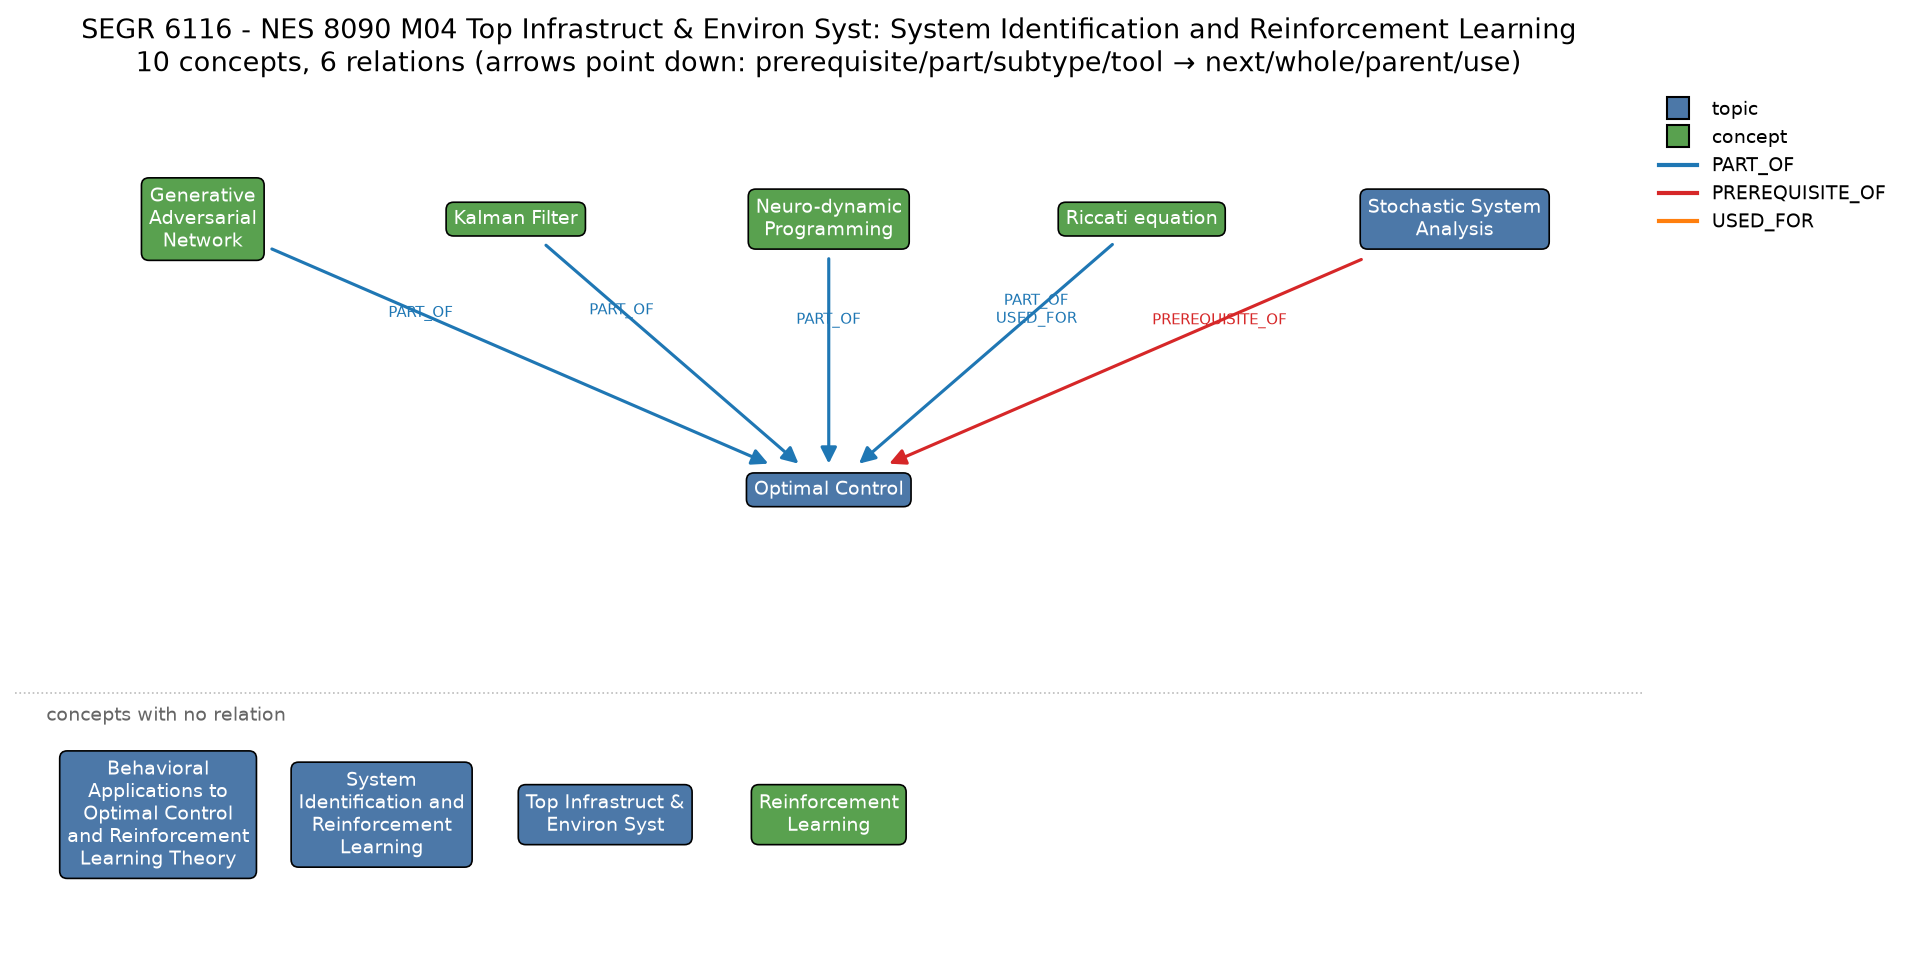 SEGR 6116 - NES 8090 M04 Top Infrastruct & Environ Syst: System Identification and Reinforcement Learning
10 concepts, 6 relations (arrows point down: prerequisite/part/subtype/tool → next/whole/parent/use)
topic
concept
PART_OF
PREREQUISITE_OF
USED_FOR
Generative
Adversarial
Network
Kalman Filter
Neuro-dynamic
Programming
Riccati equation
Stochastic System
Analysis
PART_OF
PART_OF
PART_OF
PART_OF
USED_FOR
PREREQUISITE_OF
Optimal Control
concepts with no relation
Behavioral
Applications to
Optimal Control
and Reinforcement
Learning Theory
System
Identification and
Reinforcement
Learning
Top Infrastruct &
Environ Syst
Reinforcement
Learning